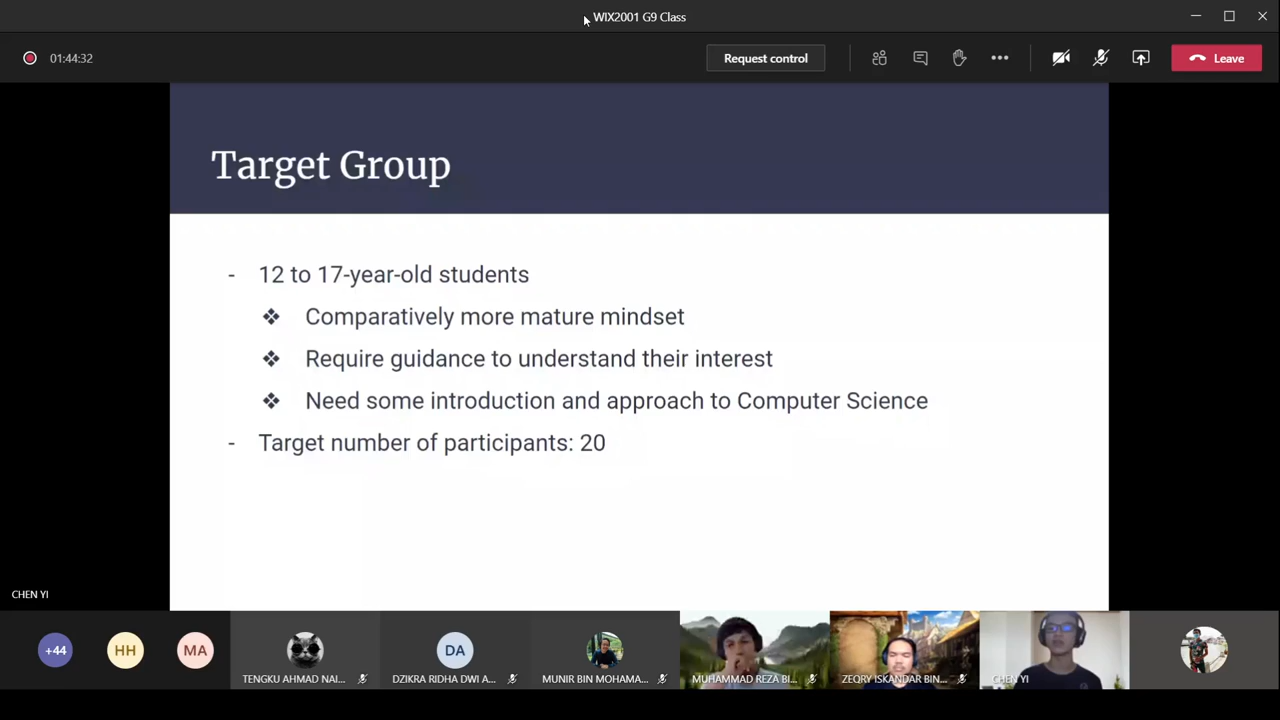 WIX2001 G9 Class
01:44:32
Request control
Leave
Target Group
- 12 to 17-year-old students
❖ Comparatively more mature mindset
❖ Require guidance to understand their interest
❖ Need some introduction and approach to Computer Science
- Target number of participants: 20
CHEN YI
+44
HH
MA
TENGKU AHMAD NAI...
DA
DZIKRA RIDHA DWI A...
MUNIR BIN MOHAMA...
MUHAMMAD REZA BI...
ZEQRY ISKANDAR BIN...
CHEN YI